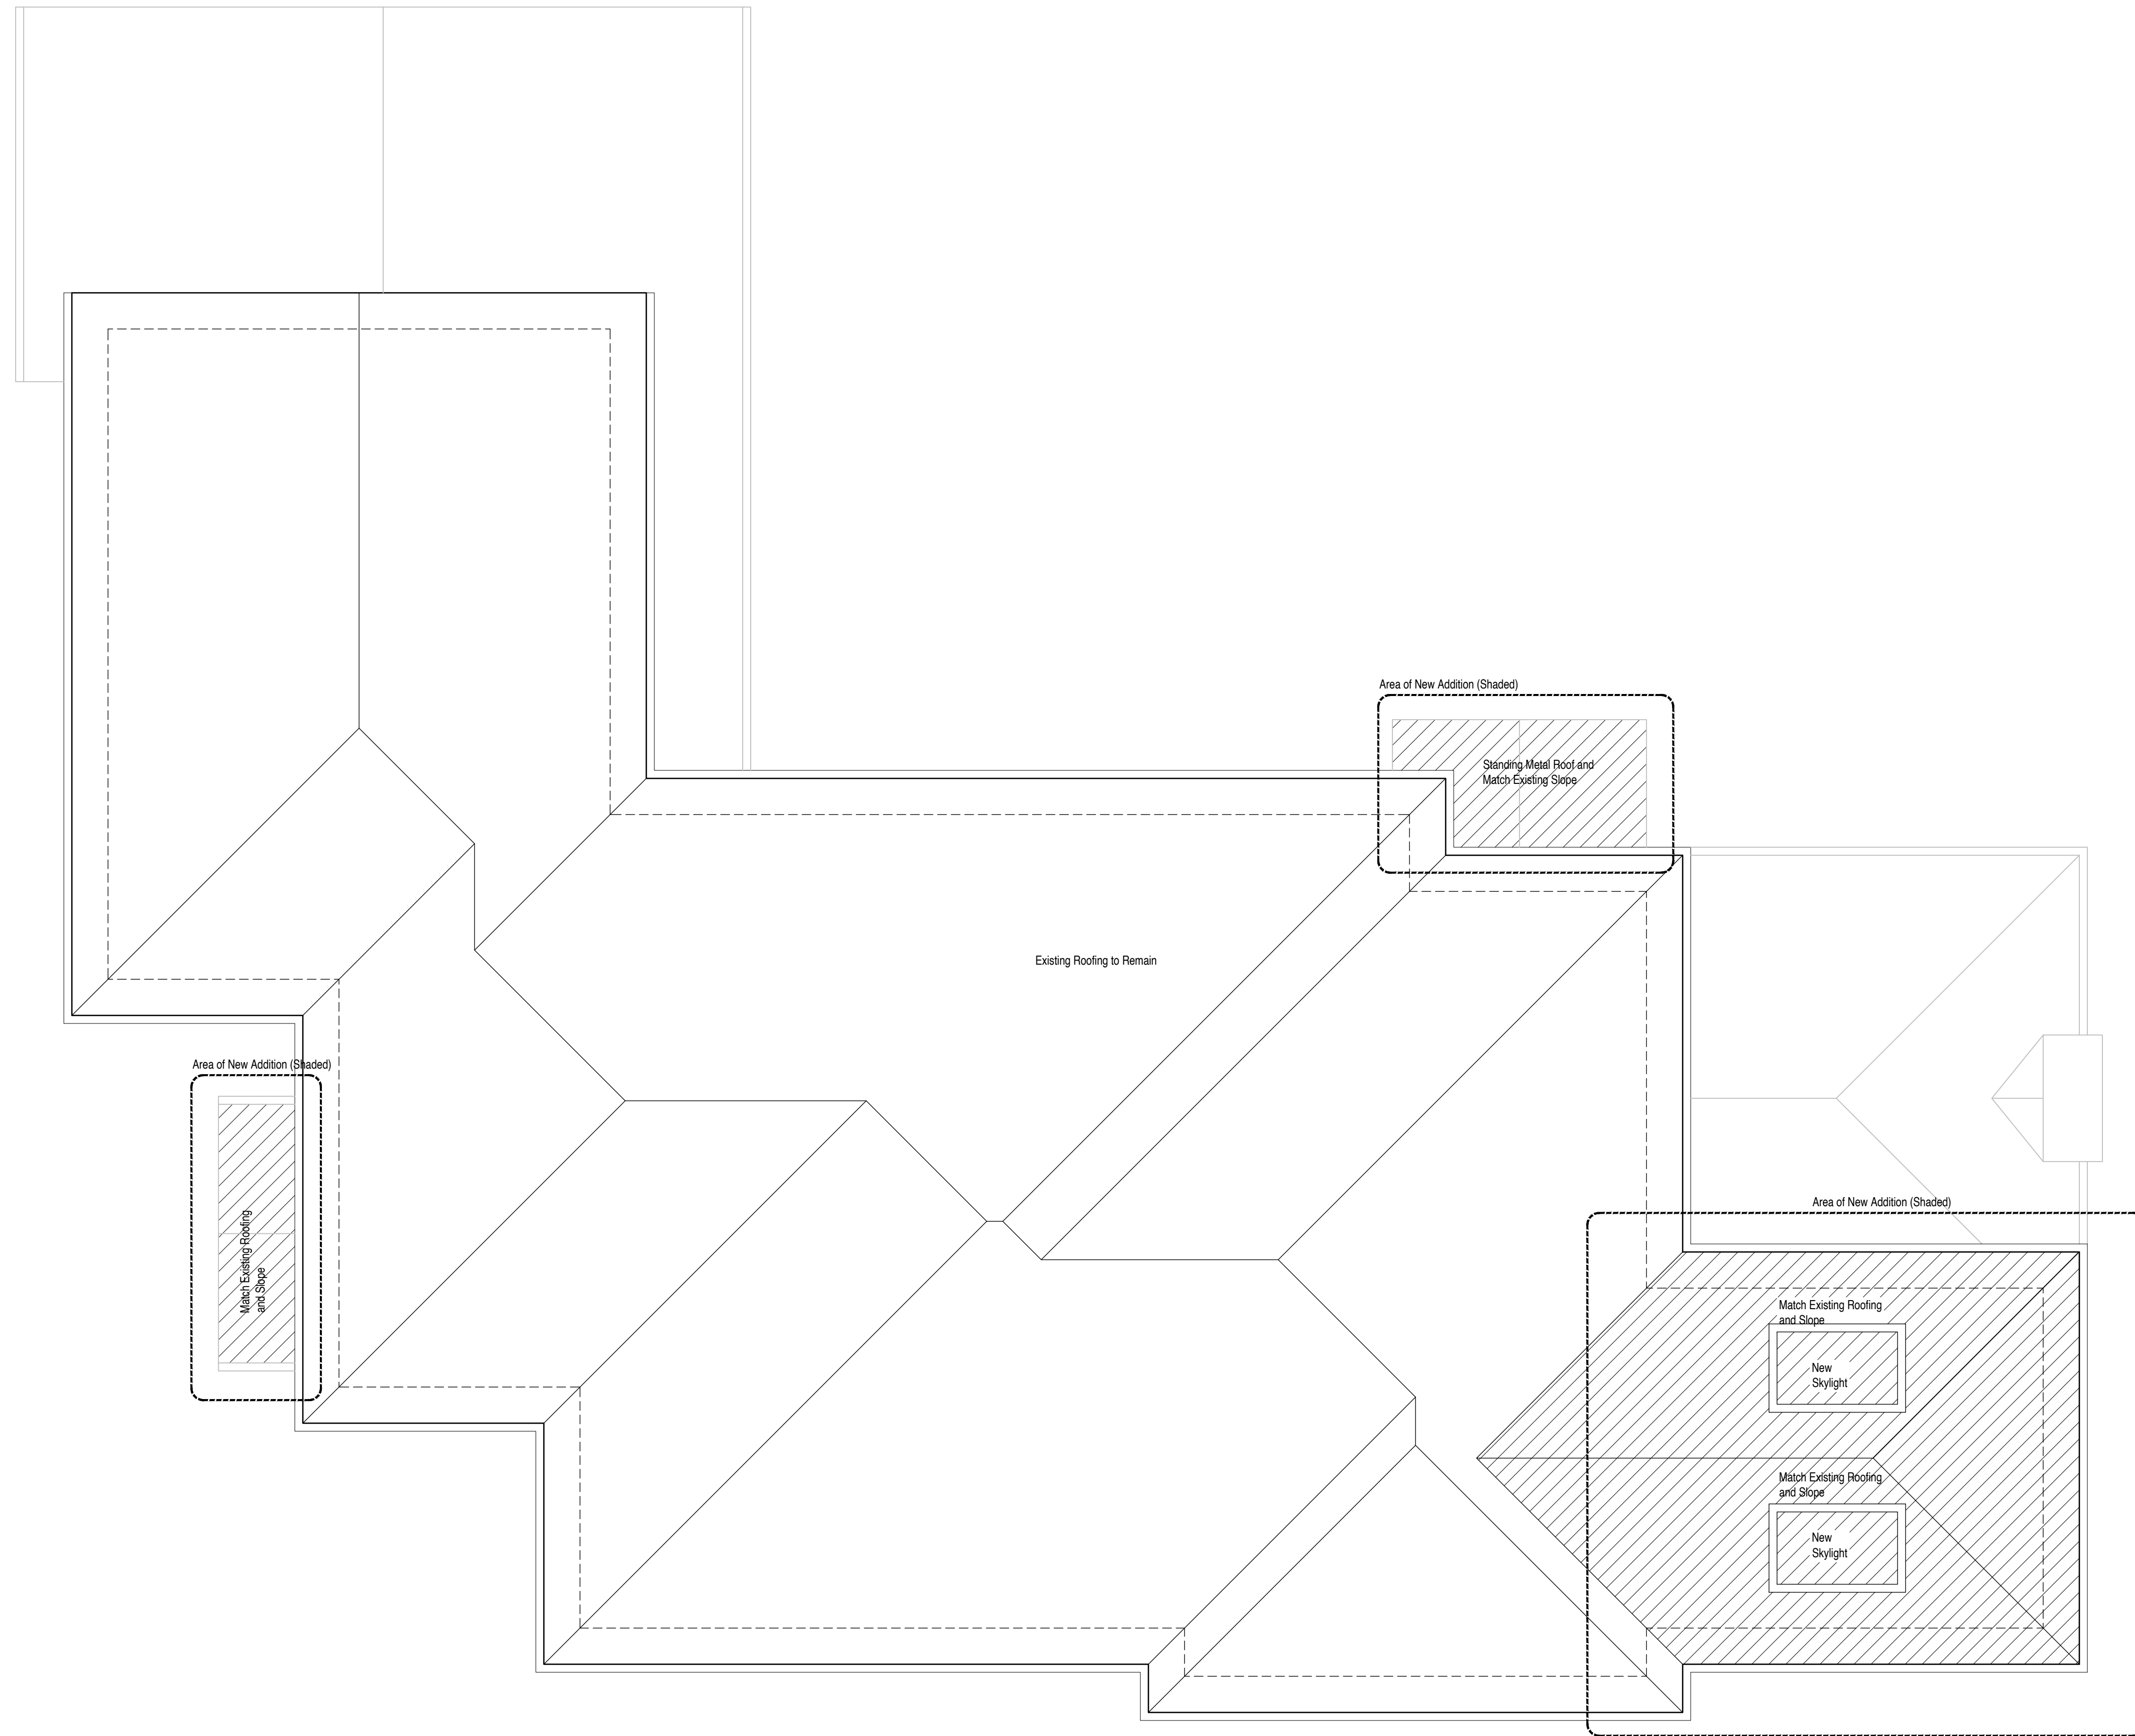 Area of New Addition (Shaded)
Standing Metal Roof and
Match Existing Slope
Existing Roofing to Remain
Area of New Addition (Shaded)
Match Existing Roofing
and Slope
Area of New Addition (Shaded)
Match Existing Roofing
and Slope
New
Skylight
Match Existing Roofing
and Slope
New
Skylight